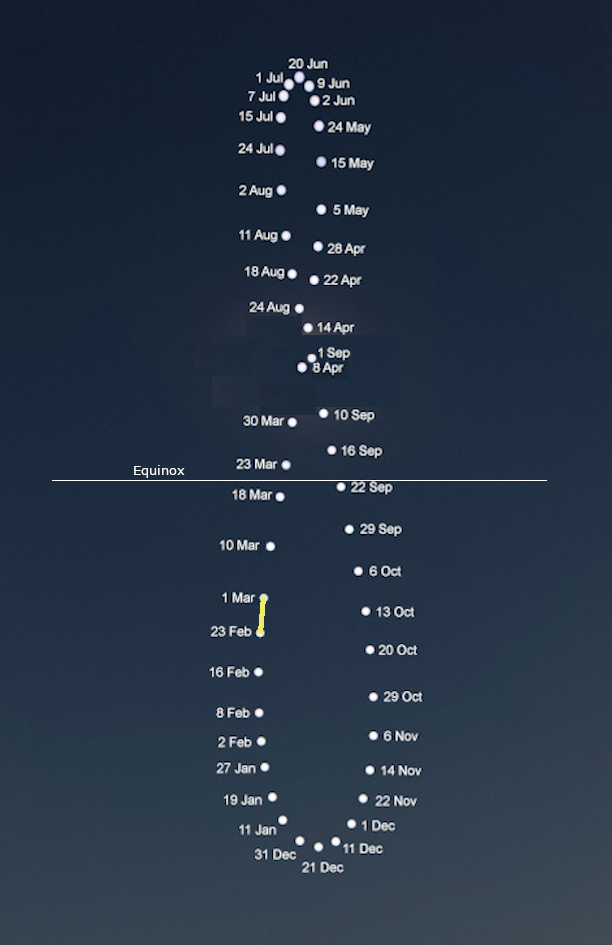 20 Jun
1 Jul
9 Jun
7 Jul
2 Jun
15 Jul
24 May
24 Jul
15 May
2 Aug
5 May
11 Aug
28 Apr
18 Aug
22 Apr
24 Aug
14 Apr
1 Sep
8 Apr
10 Sep
30 Mar
16 Sep
23 Mar
Equinox
22 Sep
18 Mar
29 Sep
10 Mar
6 Oct
1 Mar
13 Oct
23 Feb
20 Oct
16 Feb
29 Oct
8 Feb
6 Nov
2 Feb
27 Jan
14 Nov
19 Jan
22 Nov
11 Jan
1 Dec
31 Dec
11 Dec
21 Dec